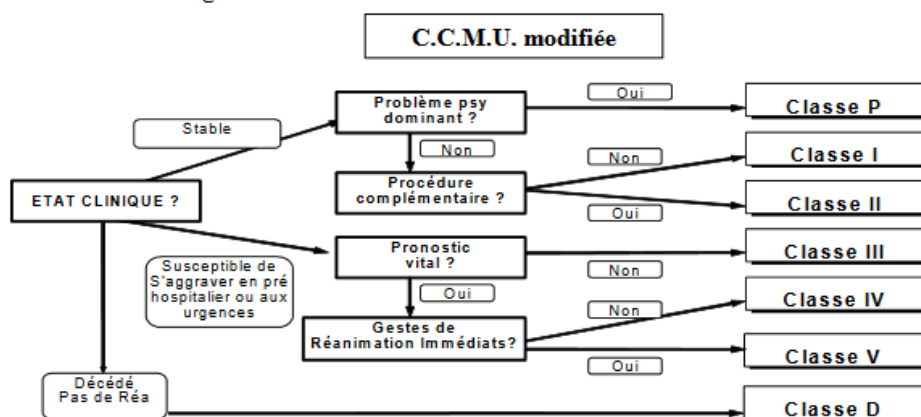 C.C.M.U. modifiée
Problème psy
dominant ?
Oui
Classe P
Stable
Non
Non
Classe I
ETAT CLINIQUE ?
Procédure
complémentaire ?
Oui
Classe II
Susceptible de
S'aggraver en pré
hospitalier ou aux
urgences
Pronostic
vital ?
Non
Classe III
Oui
Non
Classe IV
Gestes de
Réanimation Immédiats?
Oui
Classe V
Décédé
Pas de Réa
Classe D